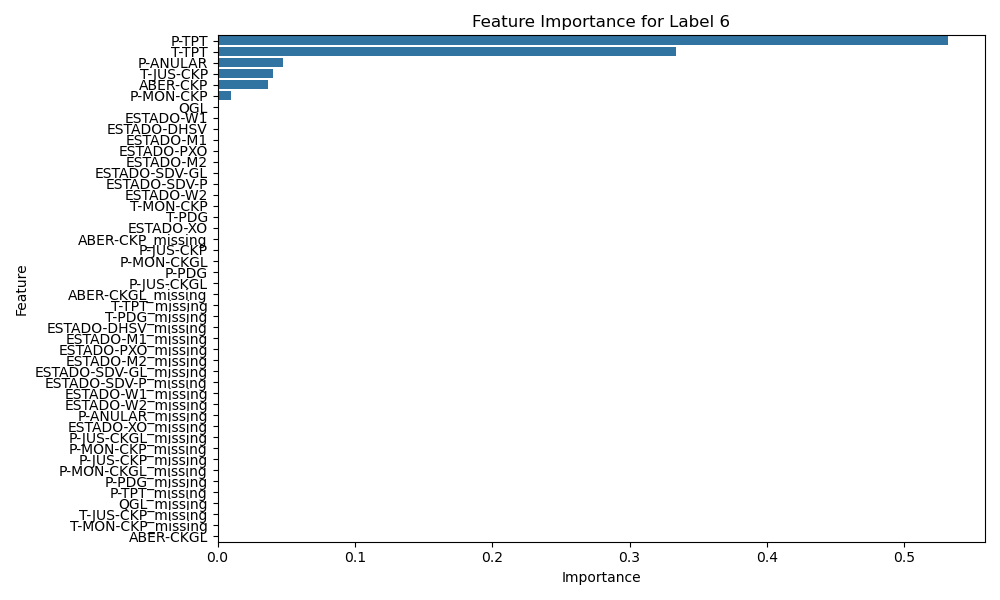 Feature Importance for Label 6
P-TPT
T-TPT
P-ANULAR
T-JUS-CKP
ABER-CKP
P-MON-CKP
QGL
ESTADO-W1
ESTADO-DHSV
ESTADO-M1
ESTADO-PXO
ESTADO-M2
ESTADO-SDV-GL
ESTADO-SDV-P
ESTADO-W2
T-MON-CKP
T-PDG
ESTADO-XO
ABER-CKP_missing
P-JUS-CKP
P-MON-CKGL
P-PDG
P-JUS-CKGL
ABER-CKGL_missing
T-TPT_missing
T-PDG_missing
ESTADO-DHSV_missing
ESTADO-M1_missing
ESTADO-PXO_missing
ESTADO-M2_missing
ESTADO-SDV-GL_missing
ESTADO-SDV-P_missing
ESTADO-W1_missing
ESTADO-W2_missing
P-ANULAR_missing
ESTADO-XO_missing
P-JUS-CKGL_missing
P-MON-CKP_missing
P-JUS-CKP_missing
P-MON-CKGL_missing
P-PDG_missing
P-TPT_missing
QGL_missing
T-JUS-CKP_missing
T-MON-CKP_missing
ABER-CKGL
Feature
0.0 0.1 0.2 0.3 0.4 0.5
Importance